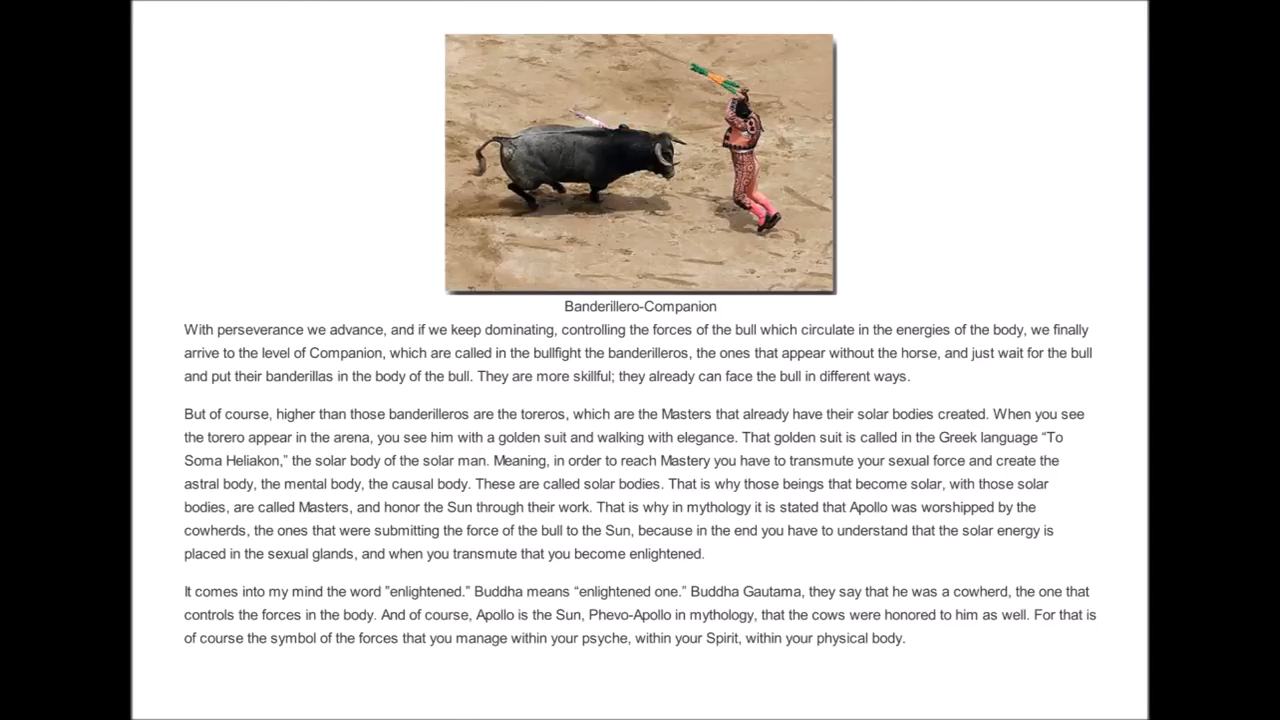 Banderillero-Companion
With perseverance we advance, and if we keep dominating, controlling the forces of the bull which circulate in the energies of the body, we finally
arrive to the level of Companion, which are called in the bullfight the banderilleros, the ones that appear without the horse, and just wait for the bull
and put their banderillas in the body of the bull. They are more skillful; they already can face the bull in different ways.
But of course, higher than those banderilleros are the toreros, which are the Masters that already have their solar bodies created. When you see
the torero appear in the arena, you see him with a golden suit and walking with elegance. That golden suit is called in the Greek language “To
Soma Heliakon,” the solar body of the solar man. Meaning, in order to reach Mastery you have to transmute your sexual force and create the
astral body, the mental body, the causal body. These are called solar bodies. That is why those beings that become solar, with those solar
bodies, are called Masters, and honor the Sun through their work. That is why in mythology it is stated that Apollo was worshipped by the
cowherds, the ones that were submitting the force of the bull to the Sun, because in the end you have to understand that the solar energy is
placed in the sexual glands, and when you transmute that you become enlightened.
It comes into my mind the word "enlightened.” Buddha means “enlightened one.” Buddha Gautama, they say that he was a cowherd, the one that
controls the forces in the body. And of course, Apollo is the Sun, Phevo-Apollo in mythology, that the cows were honored to him as well. For that is
of course the symbol of the forces that you manage within your psyche, within your Spirit, within your physical body.